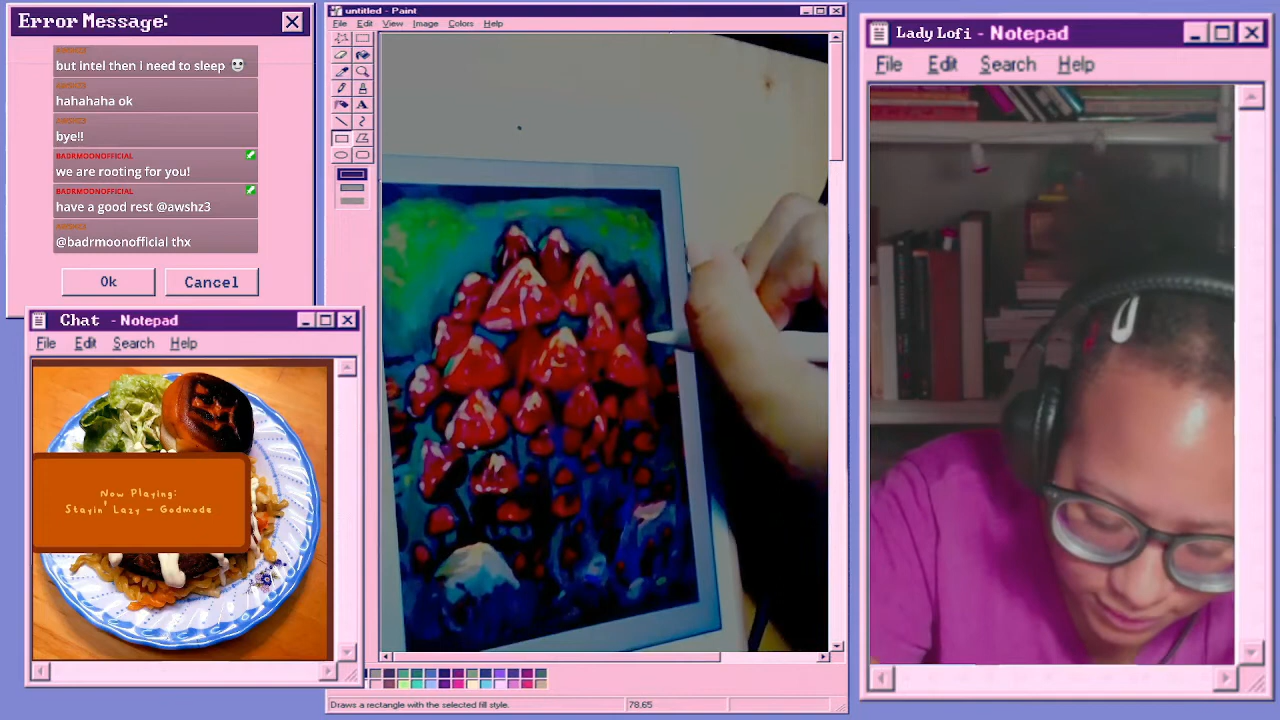 Error Message:
but intel then I need to sleep
hahahaha ok
bye!!
BADRMOONOFFICIAL
we are rooting for you!
BADRMOONOFFICIAL
have a good rest @awshz3
@badrmoonofficial thx
Ok
Cancel
Chat - Notepad
File Edit Search Help
Now Playing:
Stayin' Lazy - Godmode
untitled - Paint
File Edit View Image Colors Help
A
Draws a rectangle with the selected fill style.
78.65
Lady Lofi - Notepad
File Edit Search Help